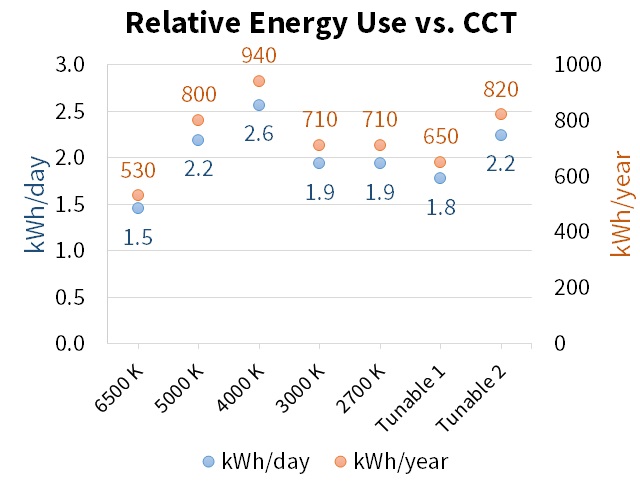 Relative Energy Use vs. CCT
kWh/day
3.0
2.5
2.0
1.5
1.0
0.5
0.0
530
800
940
710
710
650
820
1.5
2.2
2.6
1.9
1.9
1.8
2.2
1000
800
600
400
200
0
kWh/year
6500 K
5000 K
4000 K
3000 K
2700 K
Tunable 1
Tunable 2
kWh/day
kWh/year